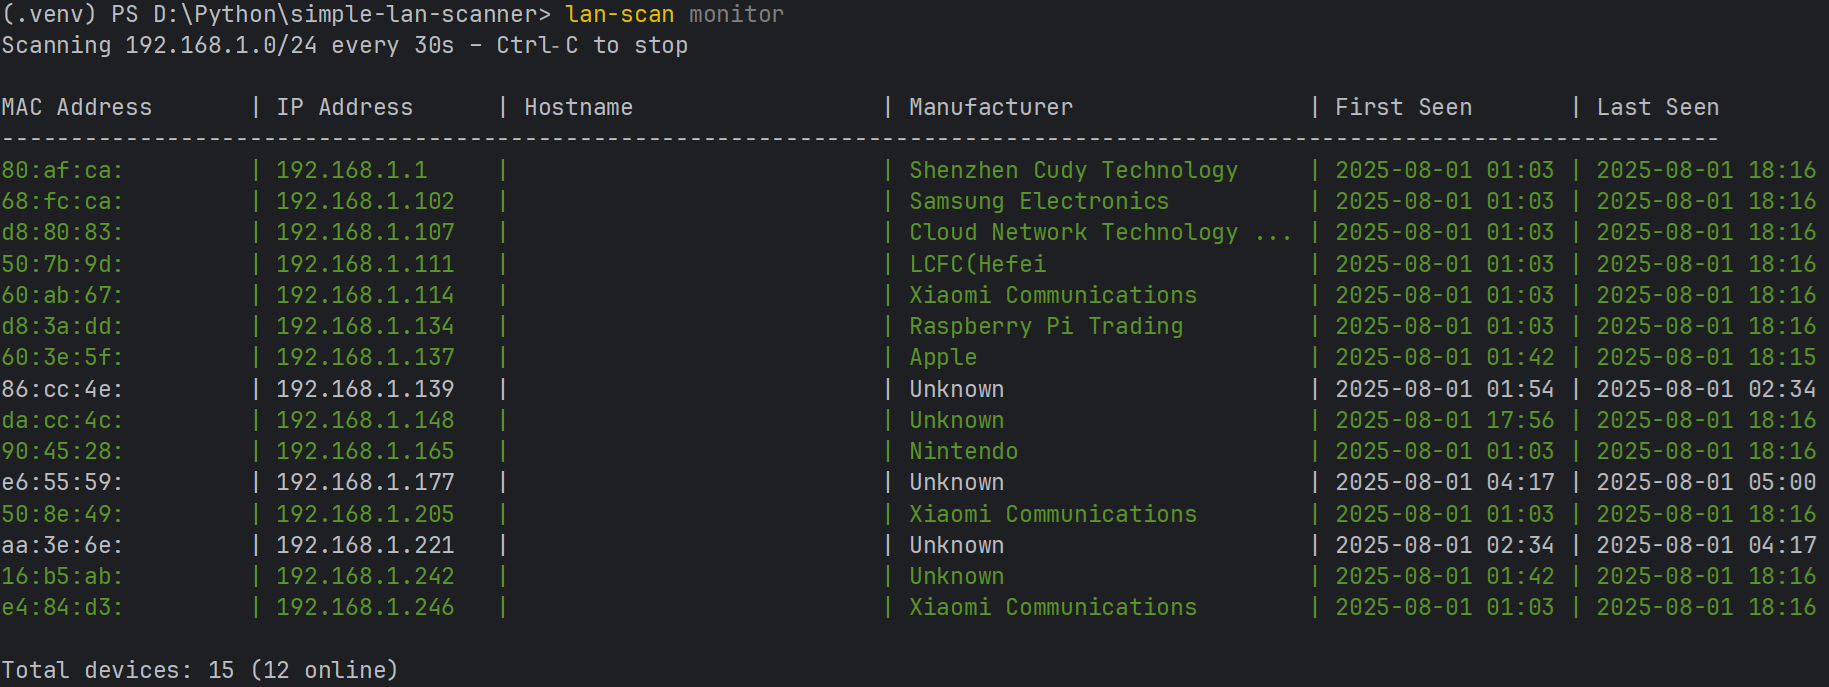 (.venv) PS D:\Python\simple-lan-scanner> lan-scan monitor
Scanning 192.168.1.0/24 every 30s – Ctrl-C to stop
MAC Address | IP Address | Hostname | Manufacturer | First Seen | Last Seen
-----------------------------------------------------------------------------------------------------------------------------
80:af:ca: | 192.168.1.1 | | Shenzhen Cudy Technology | 2025-08-01 01:03 | 2025-08-01 18:16
68:fc:ca: | 192.168.1.102 | | Samsung Electronics | 2025-08-01 01:03 | 2025-08-01 18:16
d8:80:83: | 192.168.1.107 | | Cloud Network Technology ... | 2025-08-01 01:03 | 2025-08-01 18:16
50:7b:9d: | 192.168.1.111 | | LCFC(Hefei | 2025-08-01 01:03 | 2025-08-01 18:16
60:ab:67: | 192.168.1.114 | | Xiaomi Communications | 2025-08-01 01:03 | 2025-08-01 18:16
d8:3a:dd: | 192.168.1.134 | | Raspberry Pi Trading | 2025-08-01 01:03 | 2025-08-01 18:16
60:3e:5f: | 192.168.1.137 | | Apple | 2025-08-01 01:42 | 2025-08-01 18:15
86:cc:4e: | 192.168.1.139 | | Unknown | 2025-08-01 01:54 | 2025-08-01 02:34
da:cc:4c: | 192.168.1.148 | | Unknown | 2025-08-01 17:56 | 2025-08-01 18:16
90:45:28: | 192.168.1.165 | | Nintendo | 2025-08-01 01:03 | 2025-08-01 18:16
e6:55:59: | 192.168.1.177 | | Unknown | 2025-08-01 04:17 | 2025-08-01 05:00
50:8e:49: | 192.168.1.205 | | Xiaomi Communications | 2025-08-01 01:03 | 2025-08-01 18:16
aa:3e:6e: | 192.168.1.221 | | Unknown | 2025-08-01 02:34 | 2025-08-01 04:17
16:b5:ab: | 192.168.1.242 | | Unknown | 2025-08-01 01:42 | 2025-08-01 18:16
e4:84:d3: | 192.168.1.246 | | Xiaomi Communications | 2025-08-01 01:03 | 2025-08-01 18:16
Total devices: 15 (12 online)